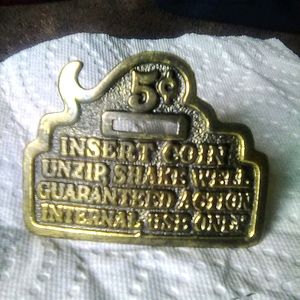 5¢
INSERT COIN
UNZIP SHAKE WELL
GUARANTEED ACTION
INTERNAL USE ONLY